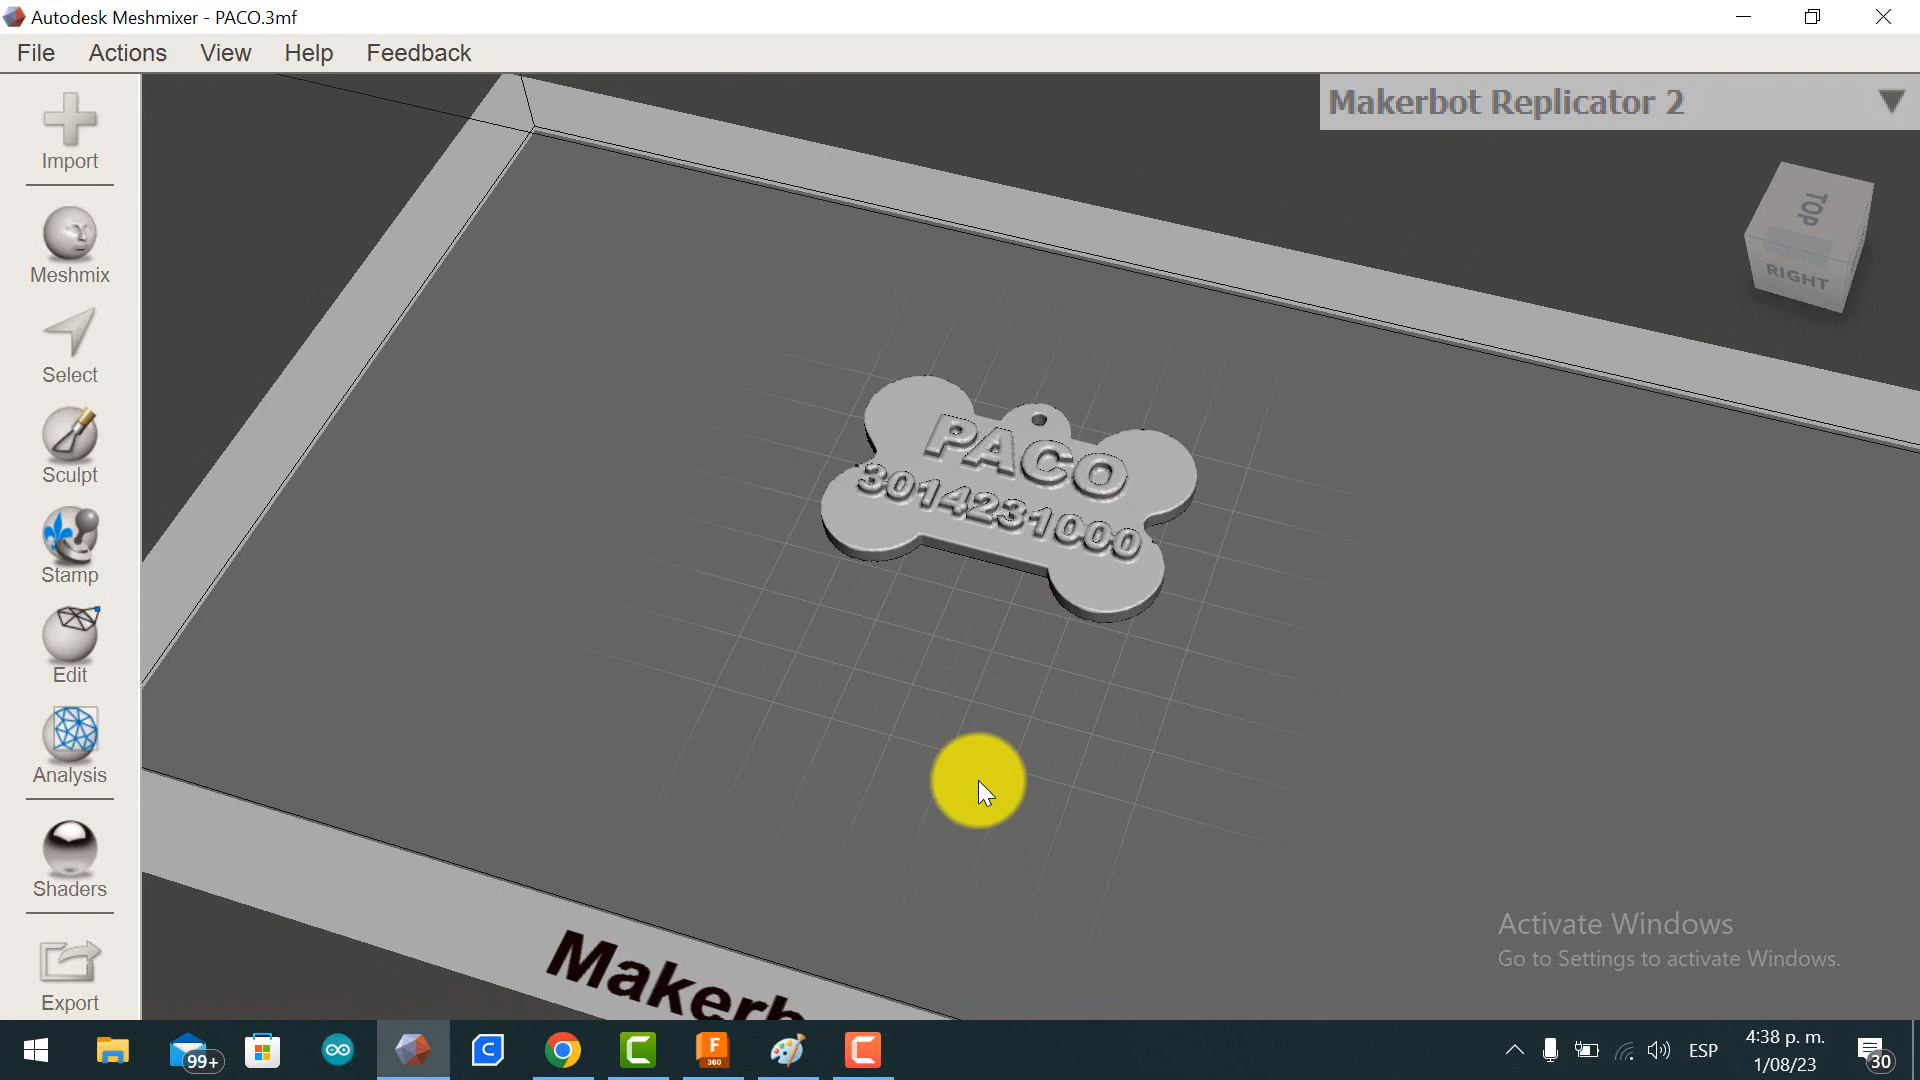 Autodesk Meshmixer - PACO.3mf
File Actions View Help Feedback
Makerbot Replicator 2
Import
Meshmix
Select
Sculpt
Stamp
Edit
Analysis
Shaders
Export
TOP
RIGHT
PACO
3014231000
Makerb
Activate Windows
Go to Settings to activate Windows.
99+
C
F
360
C
C
ESP
4:38 p. m.
1/08/23
30